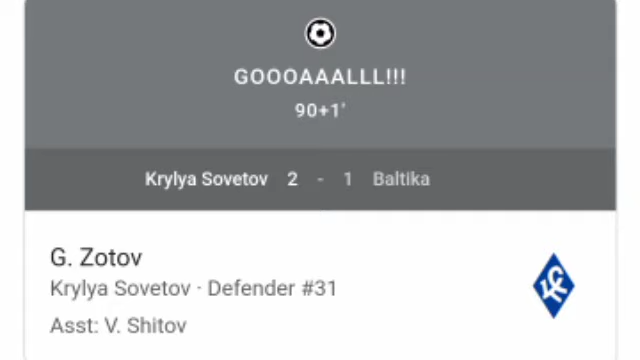 GOOOAAALLL!!!
90+1'
Krylya Sovetov 2 - 1 Baltika
G. Zotov
Krylya Sovetov · Defender #31
Asst: V. Shitov